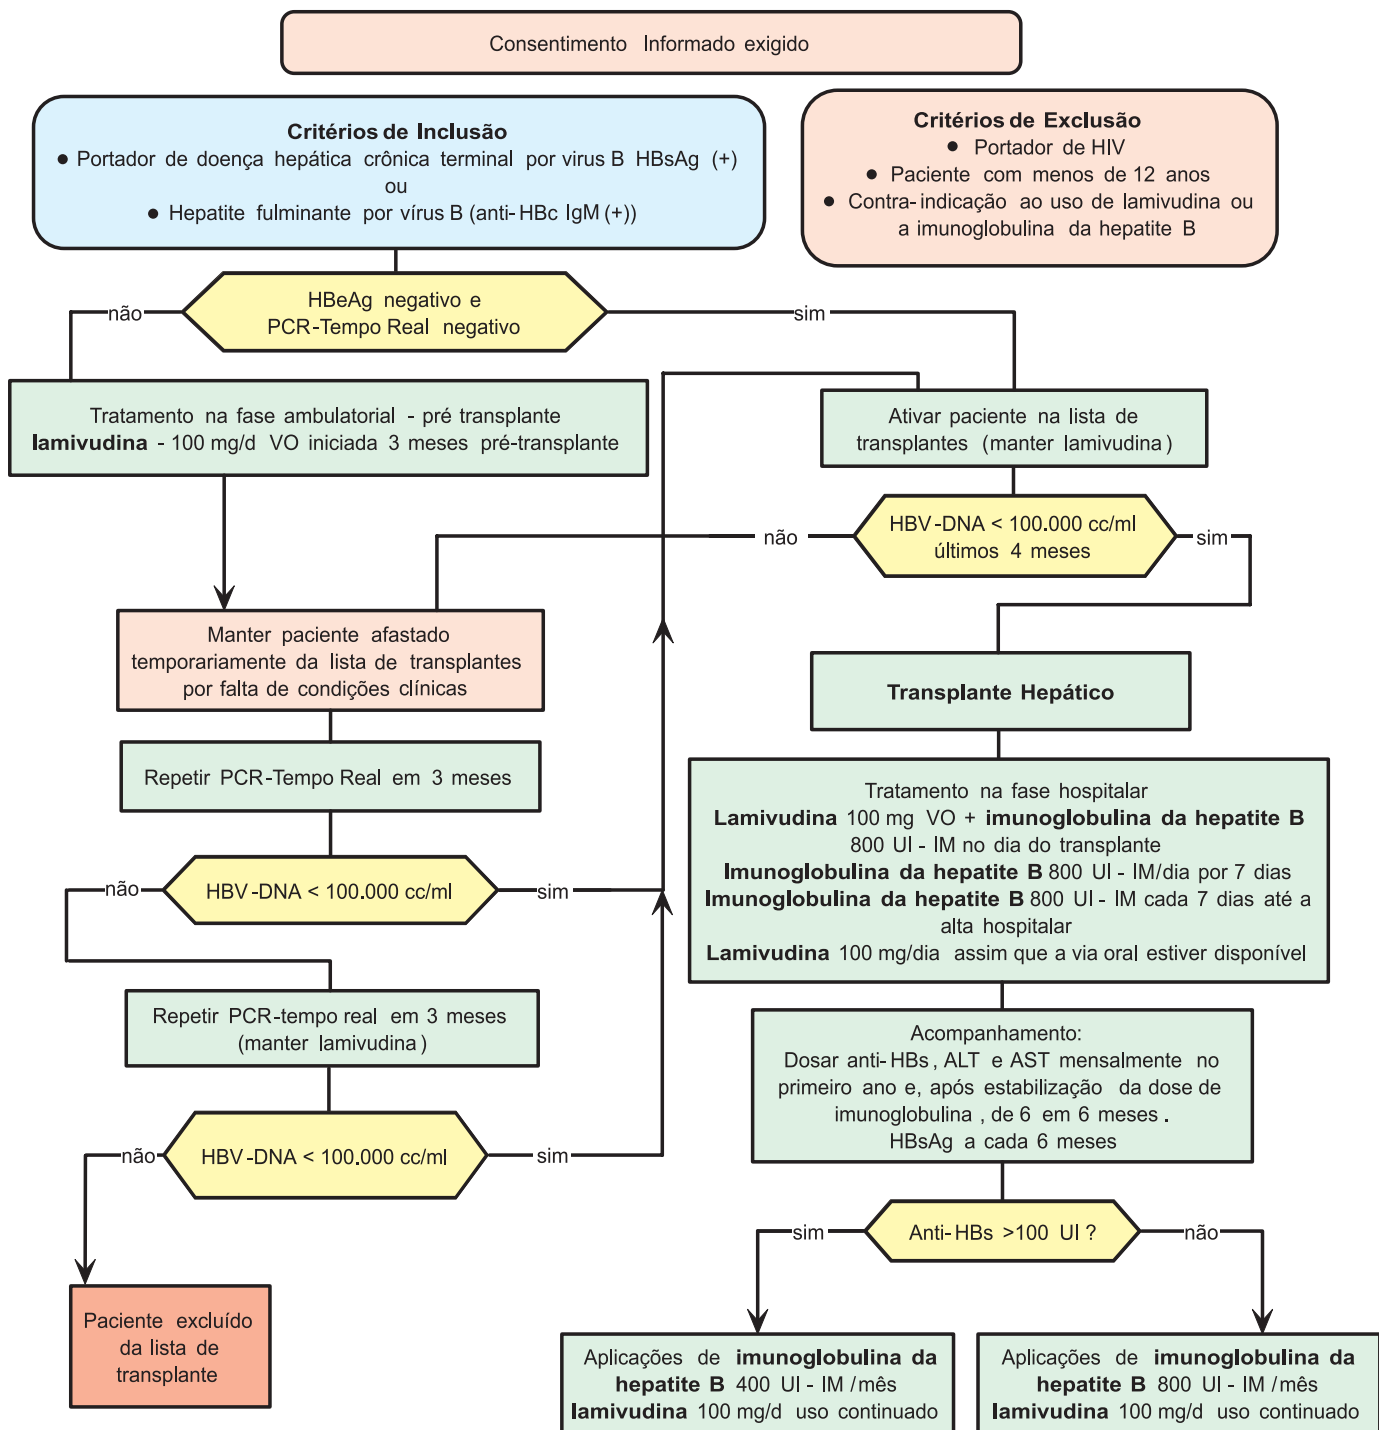 Consentimento Informado exigido
Critérios de Inclusão
● Portador de doença hepática crônica terminal por virus B HBsAg (+)
ou
● Hepatite fulminante por vírus B (anti-HBc IgM (+))
Critérios de Exclusão
● Portador de HIV
● Paciente com menos de 12 anos
● Contra-indicação ao uso de lamivudina ou
a imunoglobulina da hepatite B
HBeAg negativo e
PCR-Tempo Real negativo
não
sim
Tratamento na fase ambulatorial - pré transplante
lamivudina - 100 mg/d VO iniciada 3 meses pré-transplante
Ativar paciente na lista de
transplantes (manter lamivudina)
HBV-DNA < 100.000 cc/ml
últimos 4 meses
não
sim
Manter paciente afastado
temporariamente da lista de transplantes
por falta de condições clínicas
Transplante Hepático
Repetir PCR-Tempo Real em 3 meses
Tratamento na fase hospitalar
Lamivudina 100 mg VO + imunoglobulina da hepatite B
800 UI - IM no dia do transplante
Imunoglobulina da hepatite B 800 UI - IM/dia por 7 dias
Imunoglobulina da hepatite B 800 UI - IM cada 7 dias até a
alta hospitalar
Lamivudina 100 mg/dia assim que a via oral estiver disponível
HBV-DNA < 100.000 cc/ml
não
sim
Repetir PCR-tempo real em 3 meses
(manter lamivudina)
Acompanhamento:
Dosar anti-HBs, ALT e AST mensalmente no
primeiro ano e, após estabilização da dose de
imunoglobulina, de 6 em 6 meses.
HBsAg a cada 6 meses
HBV-DNA < 100.000 cc/ml
não
sim
Anti-HBs >100 UI ?
sim
não
Paciente excluído
da lista de
transplante
Aplicações de imunoglobulina da
hepatite B 400 UI - IM /mês
lamivudina 100 mg/d uso continuado
Aplicações de imunoglobulina da
hepatite B 800 UI - IM /mês
lamivudina 100 mg/d uso continuado